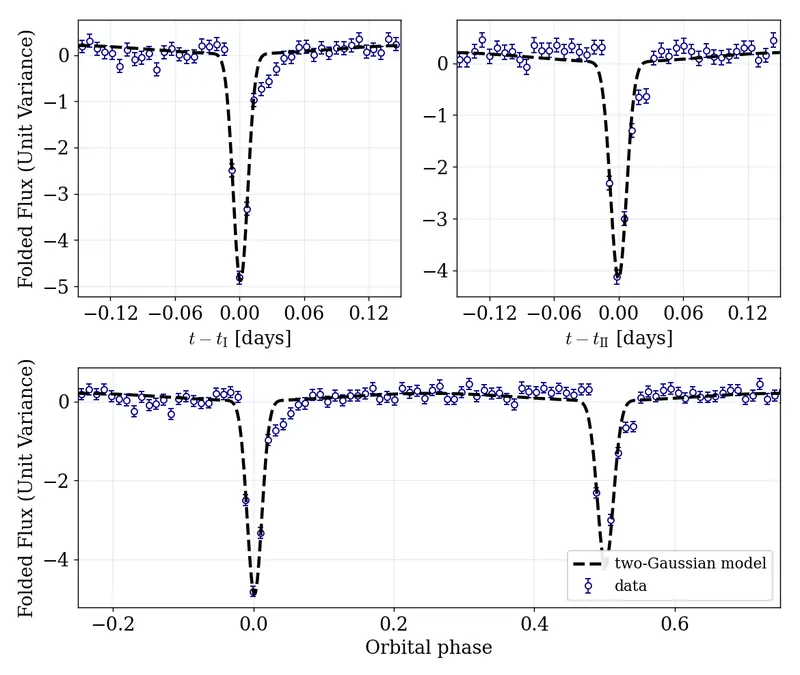 Folded Flux (Unit Variance)
0
−1
−2
−3
−4
−5
−0.12 −0.06 0.00 0.06 0.12
t − tI [days]
0
−1
−2
−3
−4
−0.12 −0.06 0.00 0.06 0.12
t − tII [days]
Folded Flux (Unit Variance)
0
−2
−4
two-Gaussian model
data
−0.2 0.0 0.2 0.4 0.6
Orbital phase